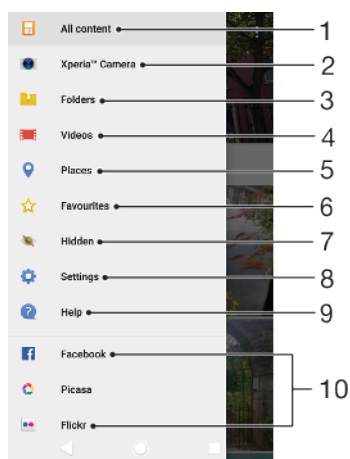 All content 1
Xperia™ Camera 2
Folders 3
Videos 4
Places 5
Favourites 6
Hidden 7
Settings 8
Help 9
Facebook
Picasa 10
Flickr